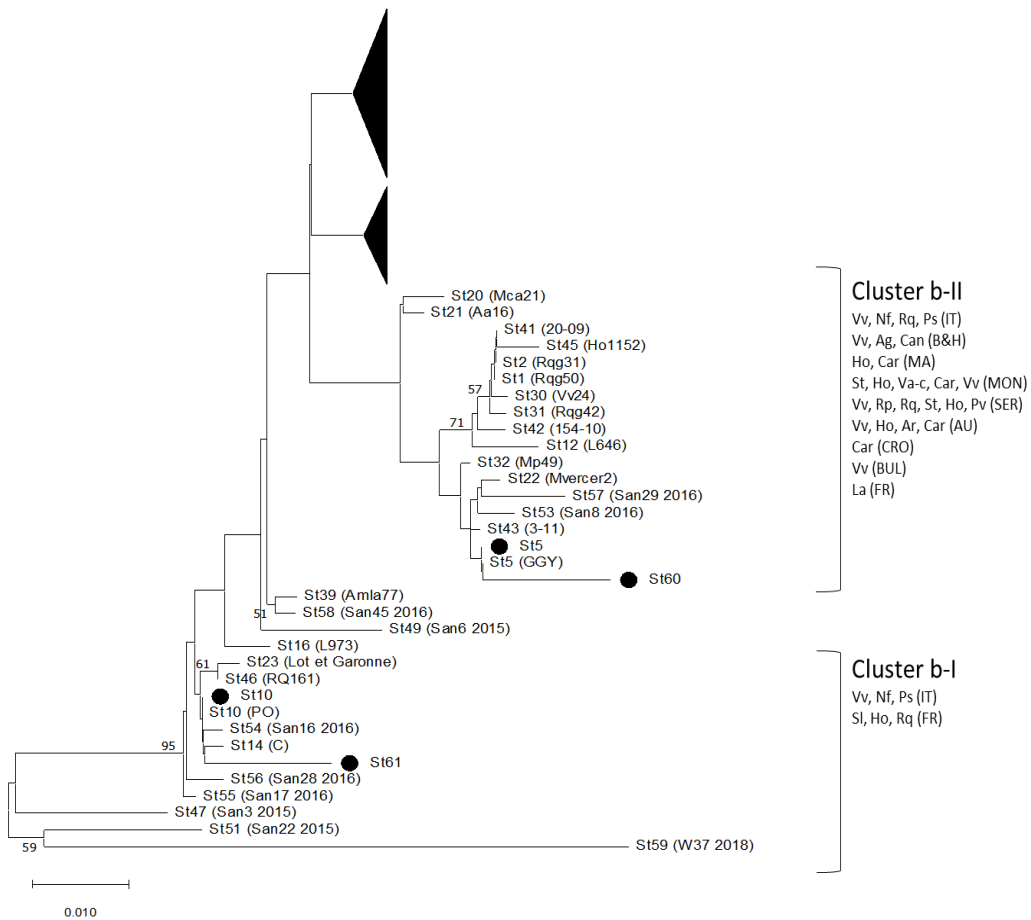 St20 (Mca21)
St21 (Aa16)
St41 (20-09)
St45 (Ho1152)
St2 (Rqg31)
St1 (Rqg50)
57
St30 (Vv24)
St31 (Rqg42)
71
St42 (154-10)
St12 (L646)
St32 (Mp49)
St22 (Mvercer2)
St57 (San29 2016)
St53 (San8 2016)
St43 (3-11)
St5
St5 (GGY)
St60
St39 (Amla77)
51
St58 (San45 2016)
St49 (San6 2015)
St16 (L973)
61
St23 (Lot et Garonne)
St46 (RQ161)
St10
St10 (PO)
St54 (San16 2016)
95
St14 (C)
St61
St56 (San28 2016)
St55 (San17 2016)
St47 (San3 2015)
St51 (San22 2015)
59
St59 (W37 2018)
0.010
Cluster b-II
Vv, Nf, Rq, Ps (IT)
Vv, Ag, Can (B&H)
Ho, Car (MA)
St, Ho, Va-c, Car, Vv (MON)
Vv, Rp, Rq, St, Ho, Pv (SER)
Vv, Ho, Ar, Car (AU)
Car (CRO)
Vv (BUL)
La (FR)
Cluster b-I
Vv, Nf, Ps (IT)
Sl, Ho, Rq (FR)